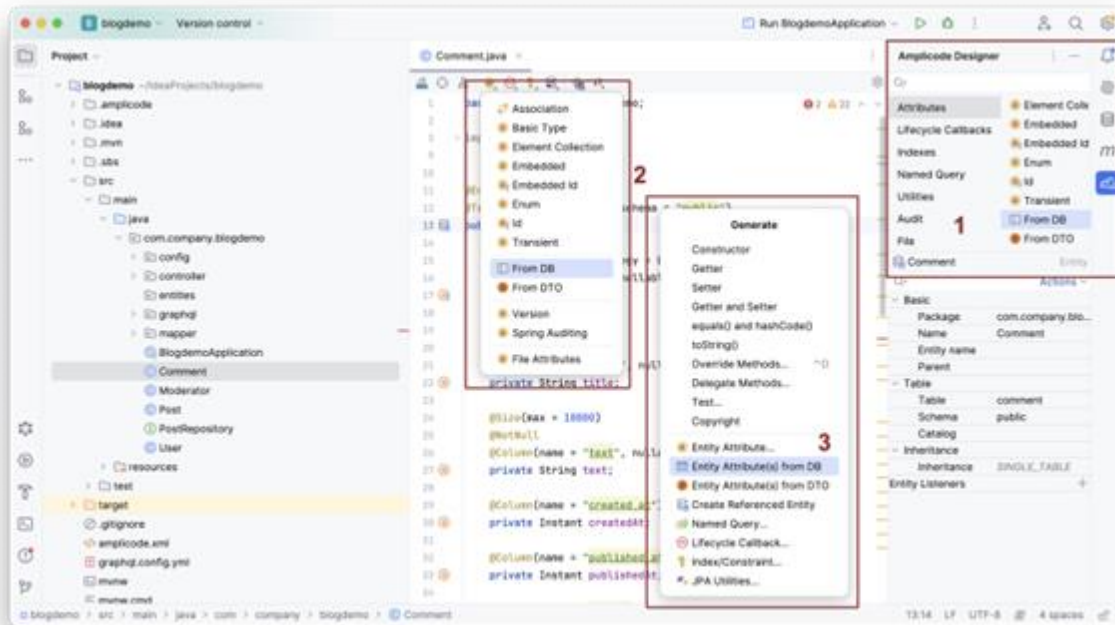 blogdemo
Version control
Run BlogdemoApplication
Project
blogdemo ~/IdeaProjects/blogdemo
.amplicode
.idea
.mvn
.sbs
src
main
java
com.company.blogdemo
config
controller
entities
graphql
mapper
BlogdemoApplication
Comment
Moderator
Post
PostRepository
User
resources
test
target
.gitignore
amplicode.xml
graphql.config.yml
mvnw
mvnw.cmd
Comment.java
2
Association
Basic Type
Element Collection
Embedded
Embedded Id
Enum
Id
Transient
From DB
From DTO
Version
Spring Auditing
File Attributes
private String title;
@Size(max = 10000)
@NotNull
@Column(name = "text",
private String text;
@Column(name = "created_at"
private Instant createdAt
@Column(name = "published_at
private Instant publishedAt
Generate
Constructor
Getter
Setter
Getter and Setter
equals() and hashCode()
toString()
Override Methods... ^O
Delegate Methods...
Test...
Copyright
3
Entity Attribute...
Entity Attribute(s) from DB
Entity Attribute(s) from DTO
Create Referenced Entity
Named Query...
Lifecycle Callback...
Index/Constraint...
JPA Utilities...
Amplicode Designer
Attributes
Lifecycle Callbacks
Indexes
Named Query
Utilities
Audit
File
1
Element Colle
Embedded
Embedded Id
Enum
Id
Transient
From DB
From DTO
Comment Entity
Actions
Basic
Package com.company.blo...
Name Comment
Entity name
Parent
Table
Table comment
Schema public
Catalog
Inheritance
Inheritance SINGLE_TABLE
Entity Listeners
blogdemo > src > main > java > com > company > blogdemo > Comment
13:14 LF UTF-8 4 spaces